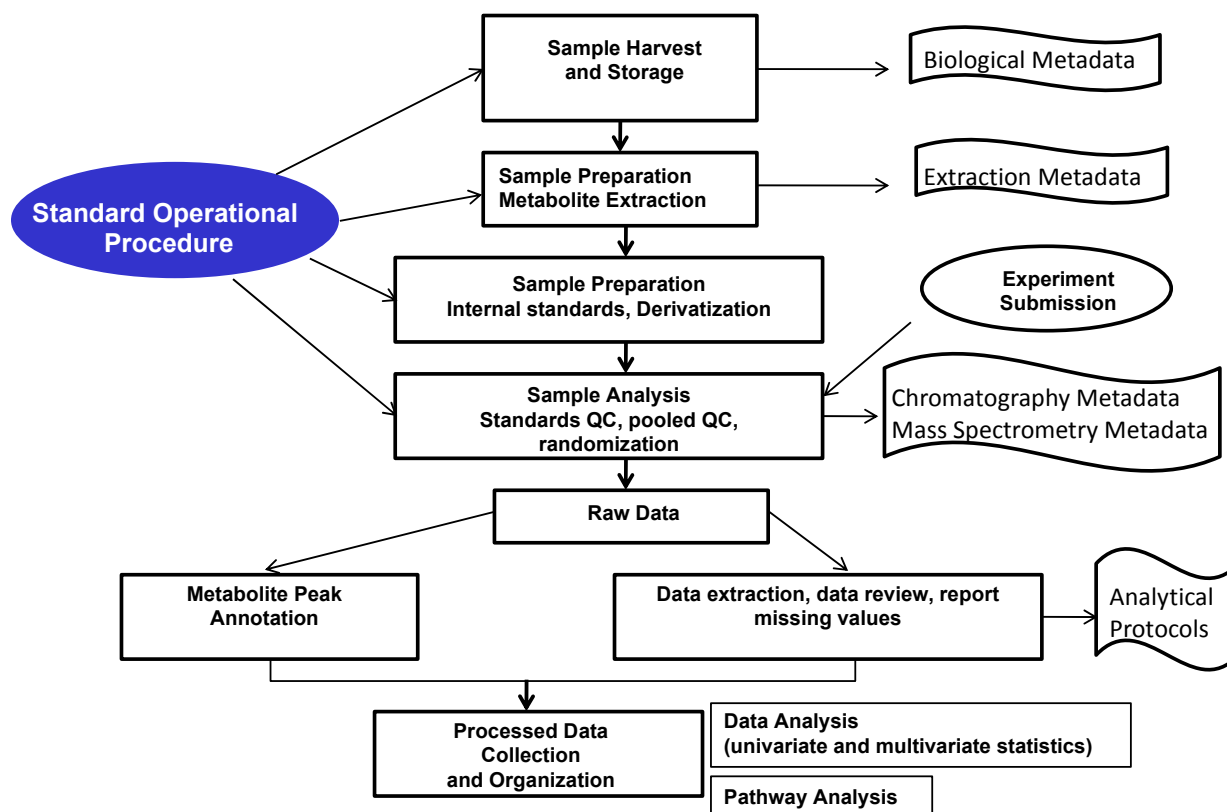 Sample Harvest
and Storage
Biological Metadata
Sample Preparation
Metabolite Extraction
Extraction Metadata
Standard Operational
Procedure
Sample Preparation
Internal standards, Derivatization
Experiment
Submission
Sample Analysis
Standards QC, pooled QC,
randomization
Chromatography Metadata
Mass Spectrometry Metadata
Raw Data
Metabolite Peak
Annotation
Data extraction, data review, report
missing values
Analytical
Protocols
Processed Data
Collection
and Organization
Data Analysis
(univariate and multivariate statistics)
Pathway Analysis